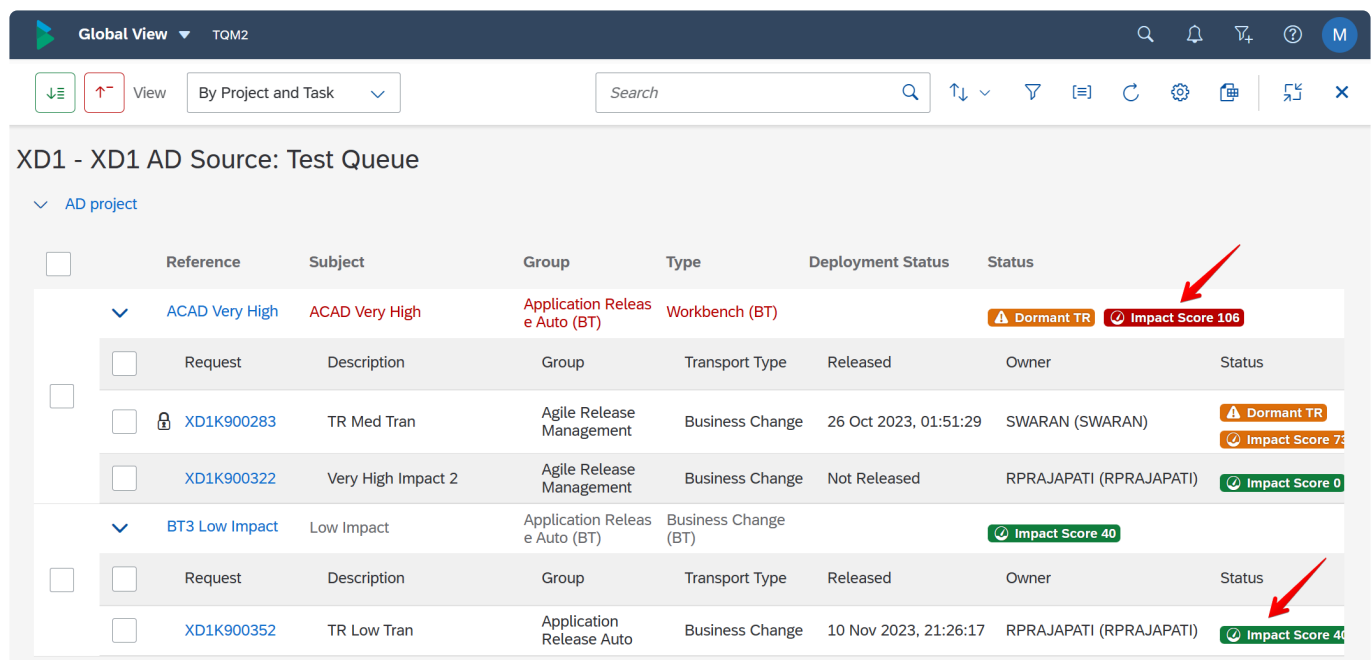 Global View TQM2 M
View By Project and Task Search
XD1 - XD1 AD Source: Test Queue
AD project
Reference Subject Group Type Deployment Status Status
ACAD Very High ACAD Very High Application Releas Workbench (BT) Dormant TR Impact Score 106
e Auto (BT)
Request Description Group Transport Type Released Owner Status
XD1K900283 TR Med Tran Agile Release Business Change 26 Oct 2023, 01:51:29 SWARAN (SWARAN) Dormant TR
Management Impact Score 73
XD1K900322 Very High Impact 2 Agile Release Business Change Not Released RPRAJAPATI (RPRAJAPATI) Impact Score 0
Management
BT3 Low Impact Low Impact Application Releas Business Change Impact Score 40
e Auto (BT) (BT)
Request Description Group Transport Type Released Owner Status
XD1K900352 TR Low Tran Application Business Change 10 Nov 2023, 21:26:17 RPRAJAPATI (RPRAJAPATI) Impact Score 40
Release Auto